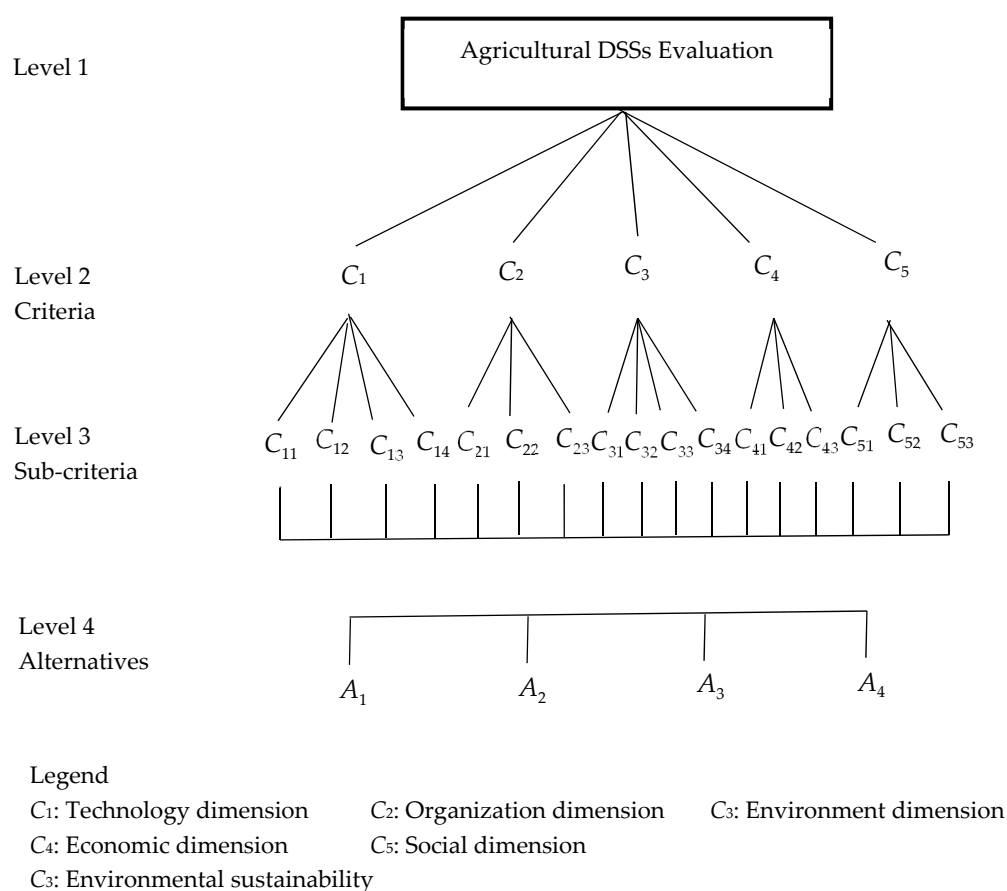 Level 1
Agricultural DSSs Evaluation
Level 2
Criteria
C1 C2 C3 C4 C5
Level 3
Sub-criteria
C11 C12 C13 C14 C21 C22 C23 C31 C32 C33 C34 C41 C42 C43 C51 C52 C53
Level 4
Alternatives
A1 A2 A3 A4
Legend
C1: Technology dimension C2: Organization dimension C3: Environment dimension
C4: Economic dimension C5: Social dimension
C3: Environmental sustainability